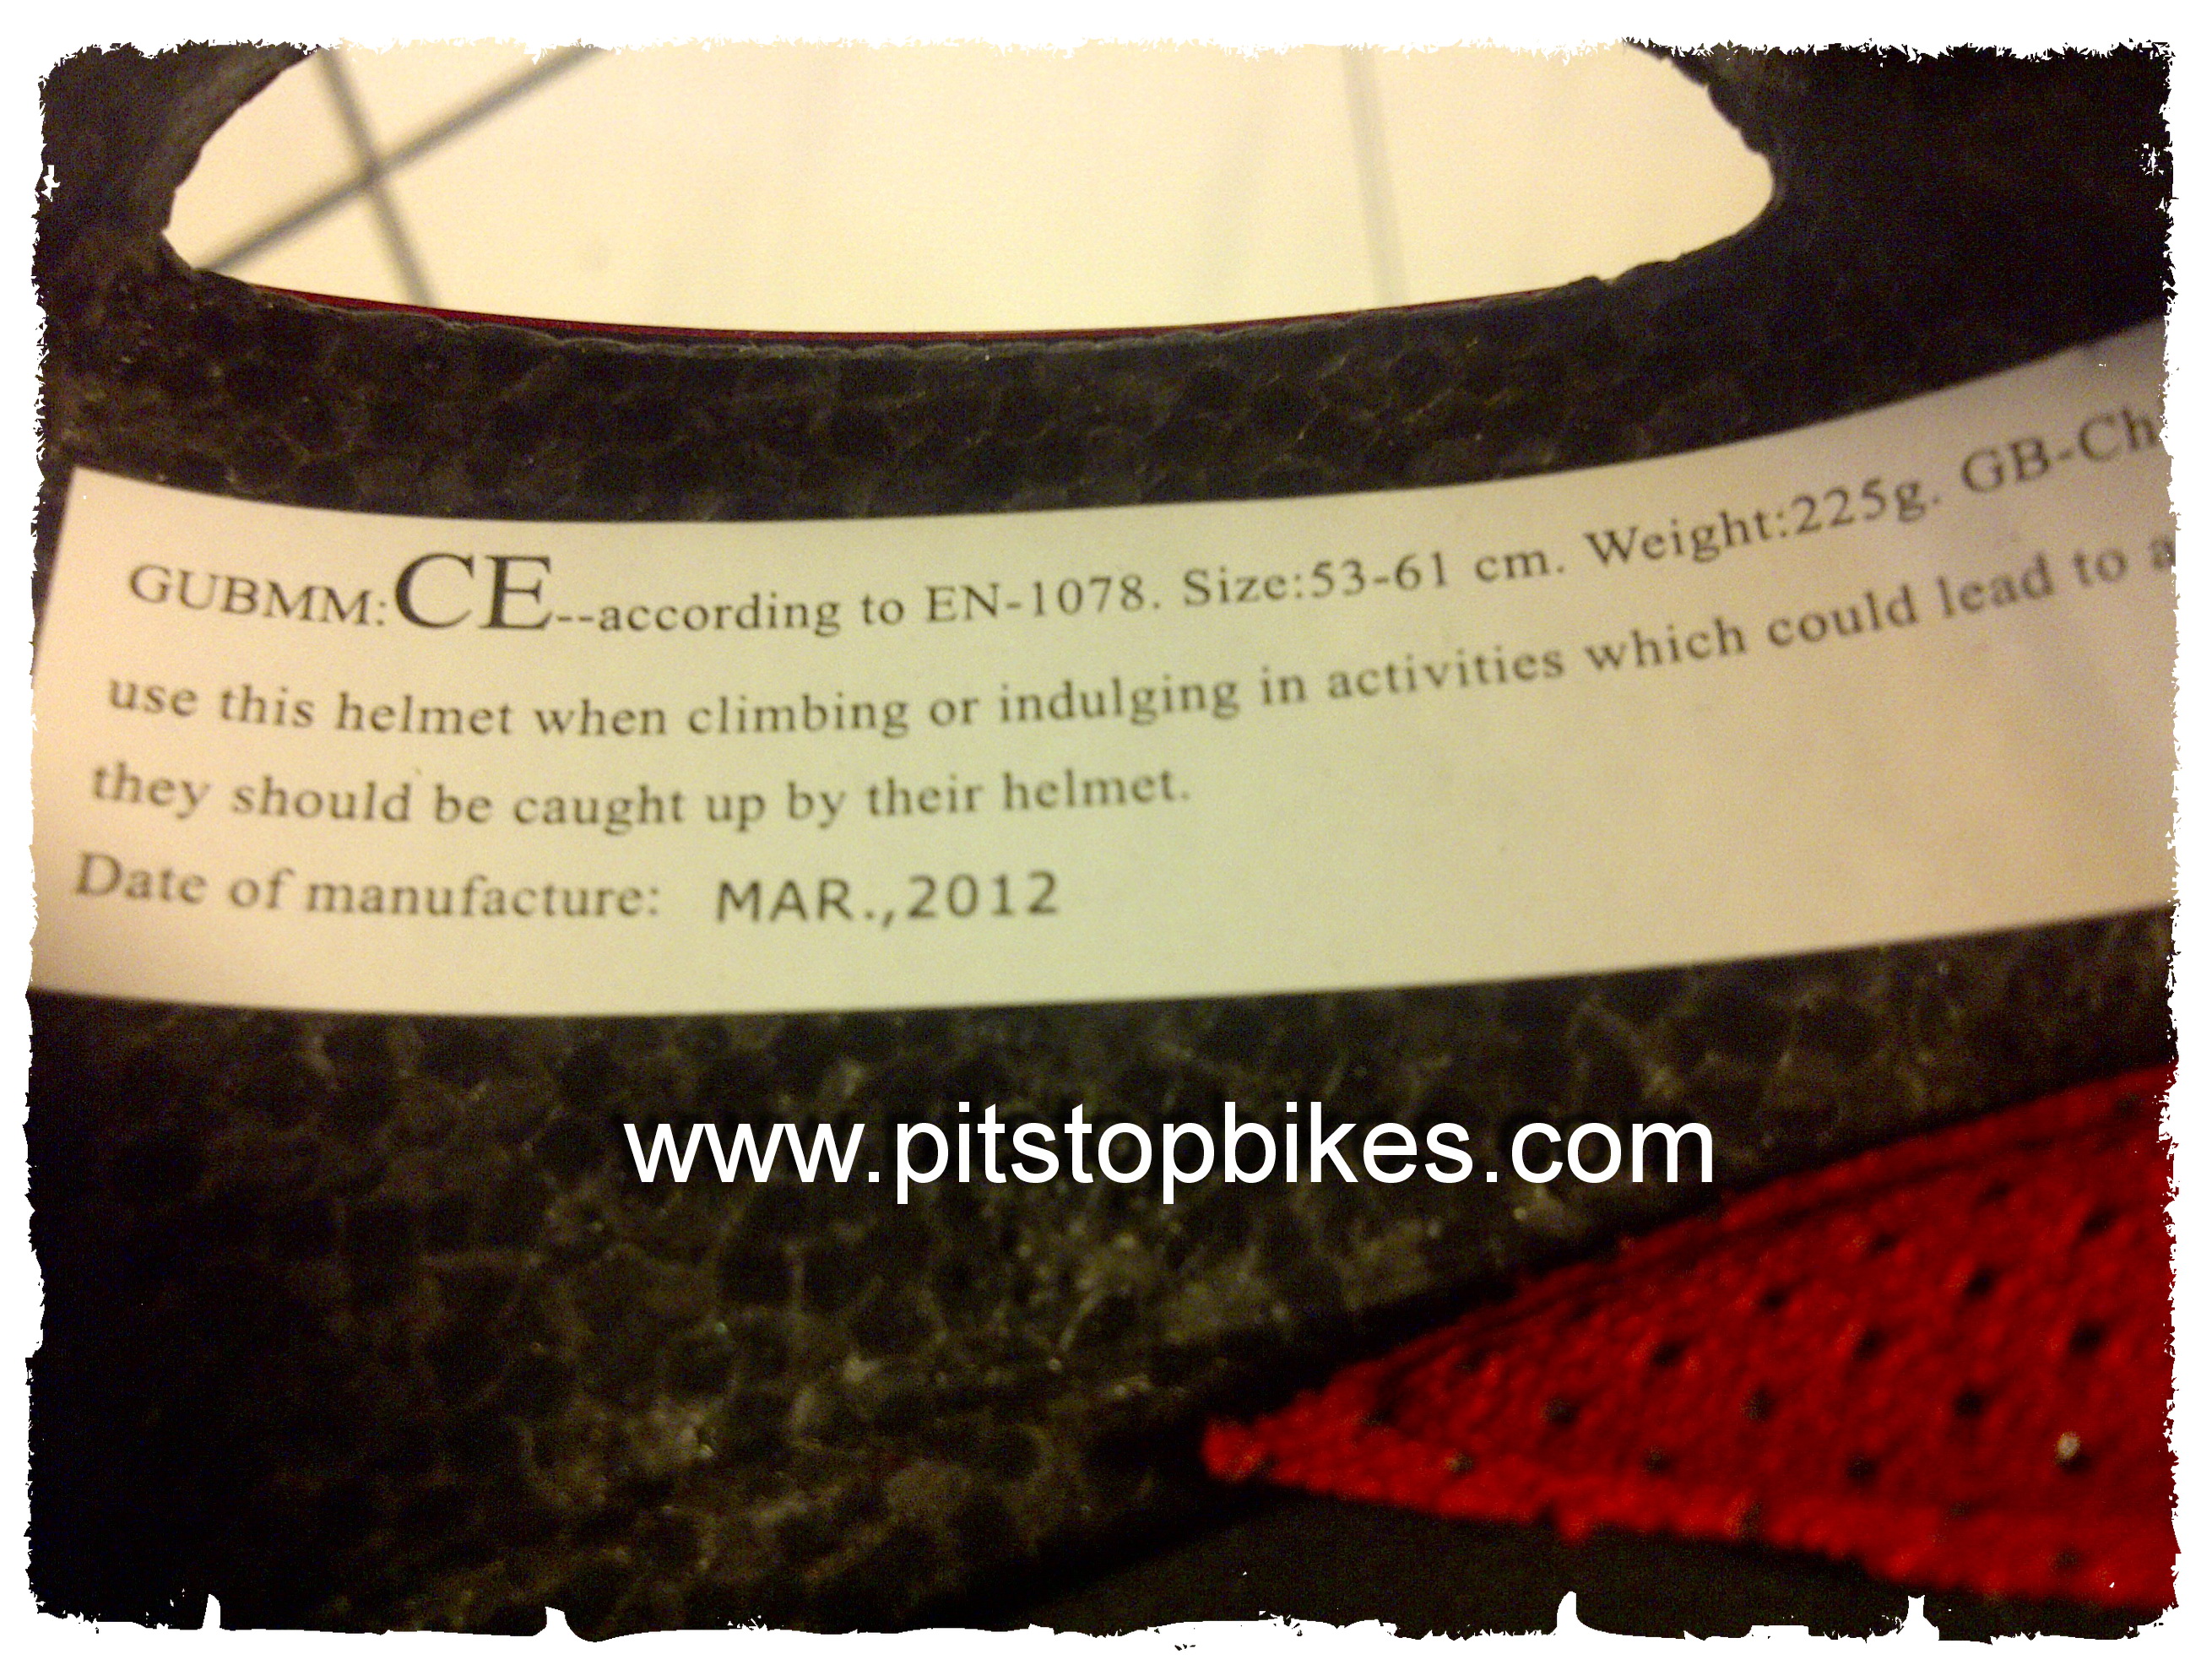 GUBMM:CE--according to EN-1078. Size:53-61 cm. Weight:225g. GB-Ch
use this helmet when climbing or indulging in activities which could lead to a
they should be caught up by their helmet.
Date of manufacture: MAR.,2012
www.pitstopbikes.com